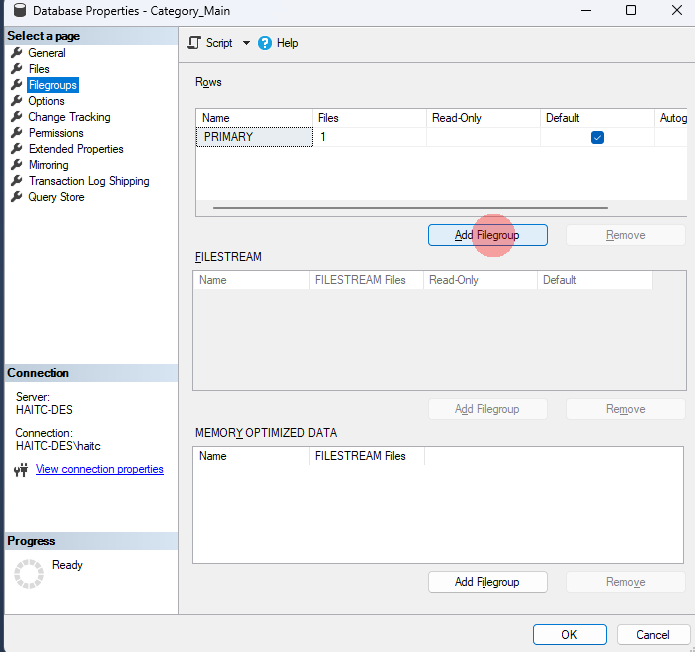 Database Properties - Category_Main
Select a page
General
Files
Filegroups
Options
Change Tracking
Permissions
Extended Properties
Mirroring
Transaction Log Shipping
Query Store
Connection
Server:
HAITC-DES
Connection:
HAITC-DES\haitc
View connection properties
Progress
Ready
Script
Help
Rows
Name Files Read-Only Default Autog
PRIMARY 1
Add Filegroup Remove
FILESTREAM
Name FILESTREAM Files Read-Only Default
Add Filegroup Remove
MEMORY OPTIMIZED DATA
Name FILESTREAM Files
Add Filegroup Remove
OK Cancel